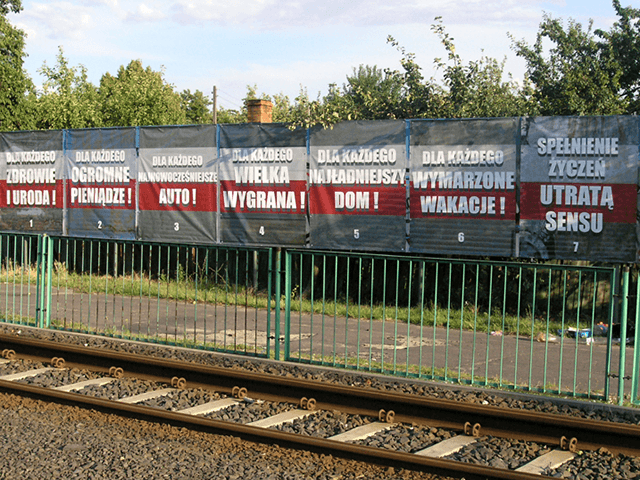 DLA KAŻDEGO
ZDROWIE
I URODA !
1
DLA KAŻDEGO
OGROMNE
PIENIĄDZE !
2
DLA KAŻDEGO
NAJNOWOCZEŚNIEJSZE
AUTO !
3
DLA KAŻDEGO
WIELKA
WYGRANA !
4
DLA KAŻDEGO
NAJŁADNIEJSZY
DOM !
5
DLA KAŻDEGO
WYMARZONE
WAKACJE !
6
SPEŁNIENIE
ŻYCZEŃ
UTRATĄ
SENSU
7